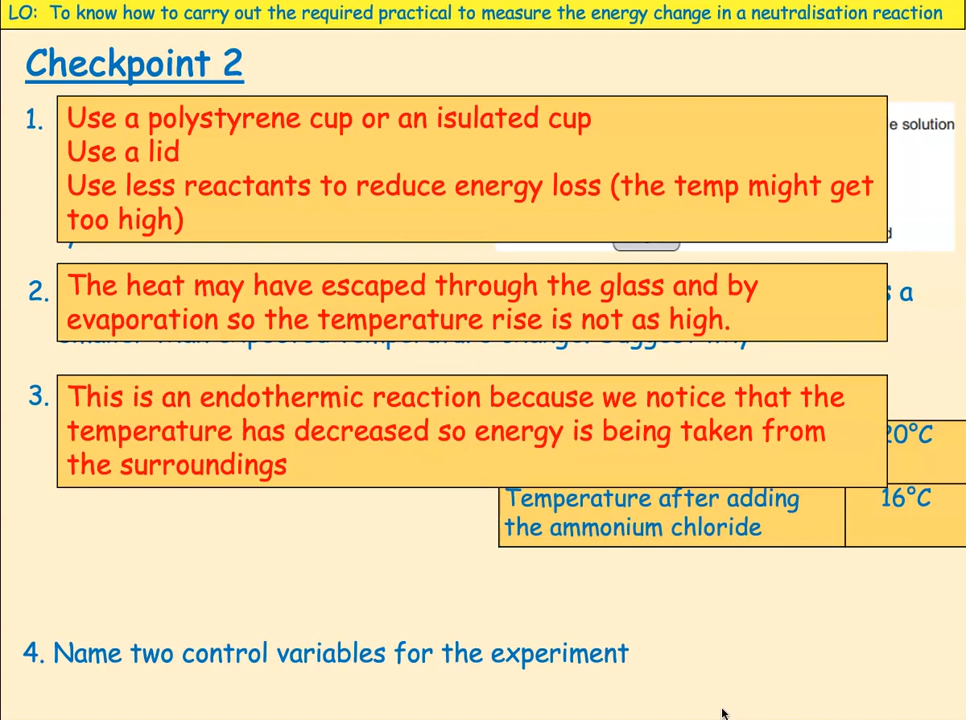 LO: To know how to carry out the required practical to measure the energy change in a neutralisation reaction
Checkpoint 2
1. Use a polystyrene cup or an isulated cup
Use a lid
Use less reactants to reduce energy loss (the temp might get
too high)
e solution
2. The heat may have escaped through the glass and by
evaporation so the temperature rise is not as high.
a
3. This is an endothermic reaction because we notice that the
temperature has decreased so energy is being taken from
the surroundings
20°C
Temperature after adding
the ammonium chloride
16°C
4. Name two control variables for the experiment